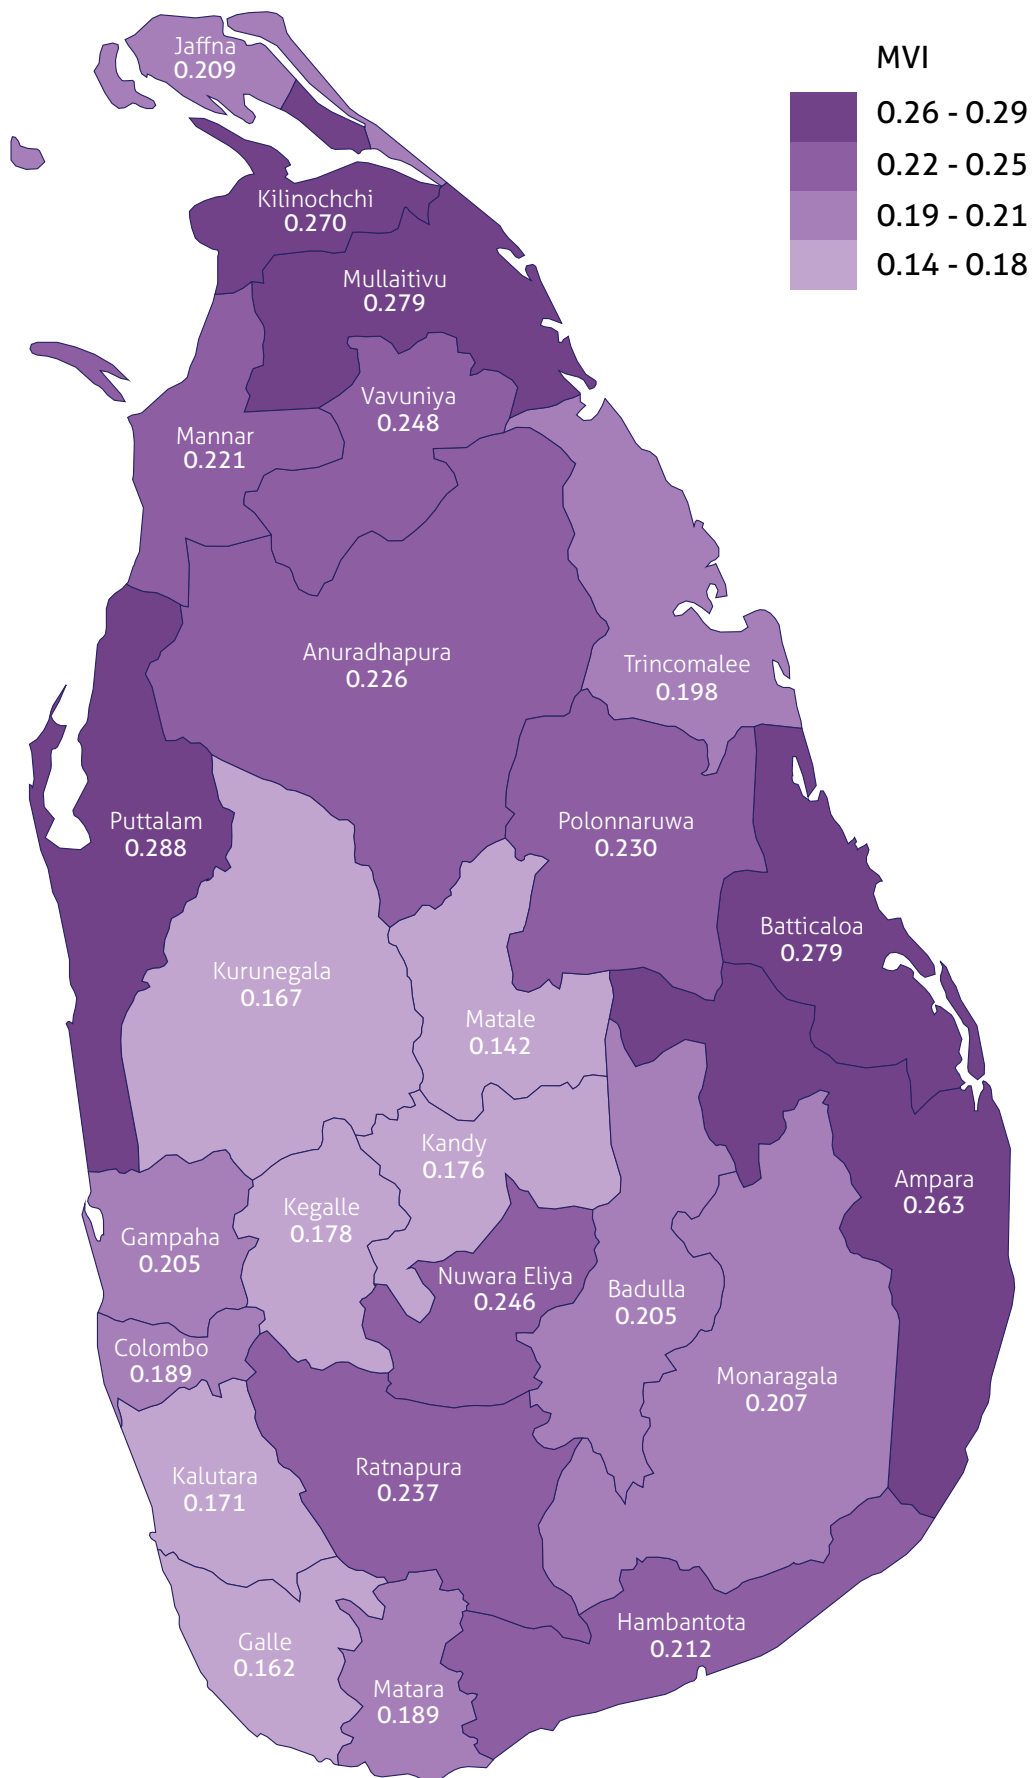 Jaffna
0.209
MVI
0.26 - 0.29
0.22 - 0.25
0.19 - 0.21
0.14 - 0.18
Kilinochchi
0.270
Mullaitivu
0.279
Vavuniya
0.248
Mannar
0.221
Anuradhapura
0.226
Trincomalee
0.198
Puttalam
0.288
Polonnaruwa
0.230
Batticaloa
0.279
Kurunegala
0.167
Matale
0.142
Kandy
0.176
Ampara
0.263
Kegalle
0.178
Gampaha
0.205
Nuwara Eliya
0.246
Badulla
0.205
Colombo
0.189
Monaragala
0.207
Ratnapura
0.237
Kalutara
0.171
Hambantota
0.212
Galle
0.162
Matara
0.189